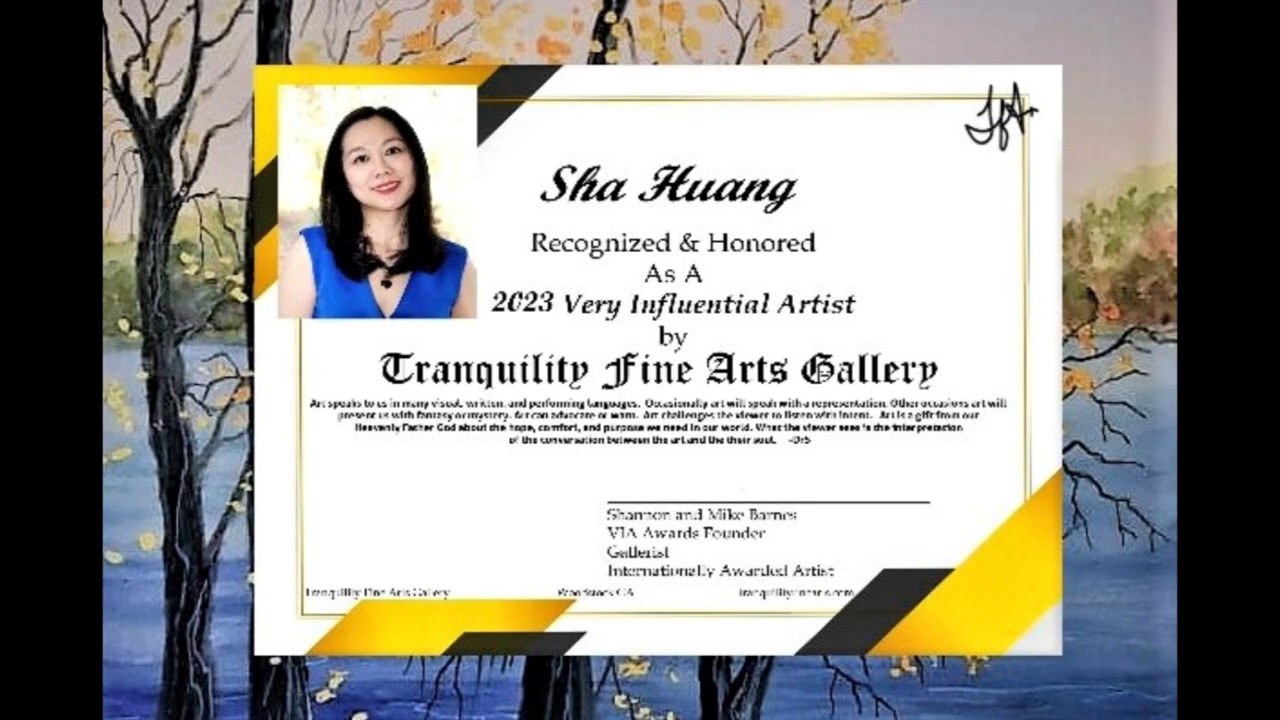 Sha Huang
Recognized & Honored
As A
2023 Very Influential Artist
by
Tranquility Fine Arts Gallery
Art speaks to us in many visual, written, and performing languages. Occasionally art will speak with a representation. Other occasions art will
present us with fantasy or mystery. Art can advocate or warn. Art challenges the viewer to listen with intent. Art is a gift from our
Heavenly Father God about the hope, comfort, and purpose we need in our world. What the viewer sees is the interpretation
of the conversation between the art and the their soul. -DrS
Shannon and Mike Barnes
VIA Awards Founder
Gallerist
Internationally Awarded Artist
Tranquility Fine Arts Gallery Woodstock GA